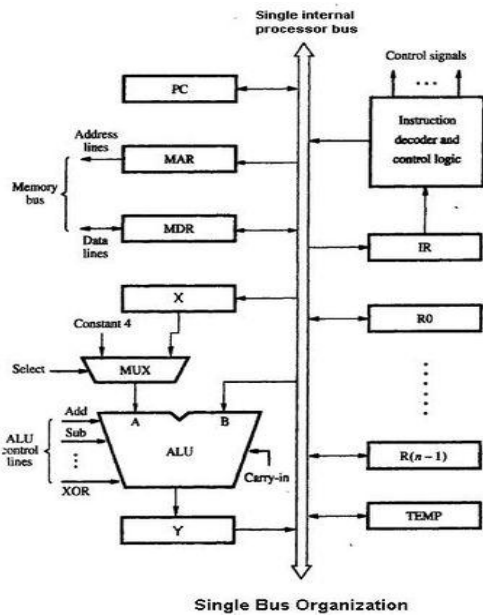 Single internal
processor bus
Control signals
...
PC
Instruction
decoder and
control logic
Address
lines
MAR
Memory
bus
MDR
Data
lines
IR
X
R0
Constant 4
Select
MUX
Add
A
B
Sub
ALU
control
lines
ALU
R(n − 1)
Carry-in
XOR
TEMP
Y
Single Bus Organization